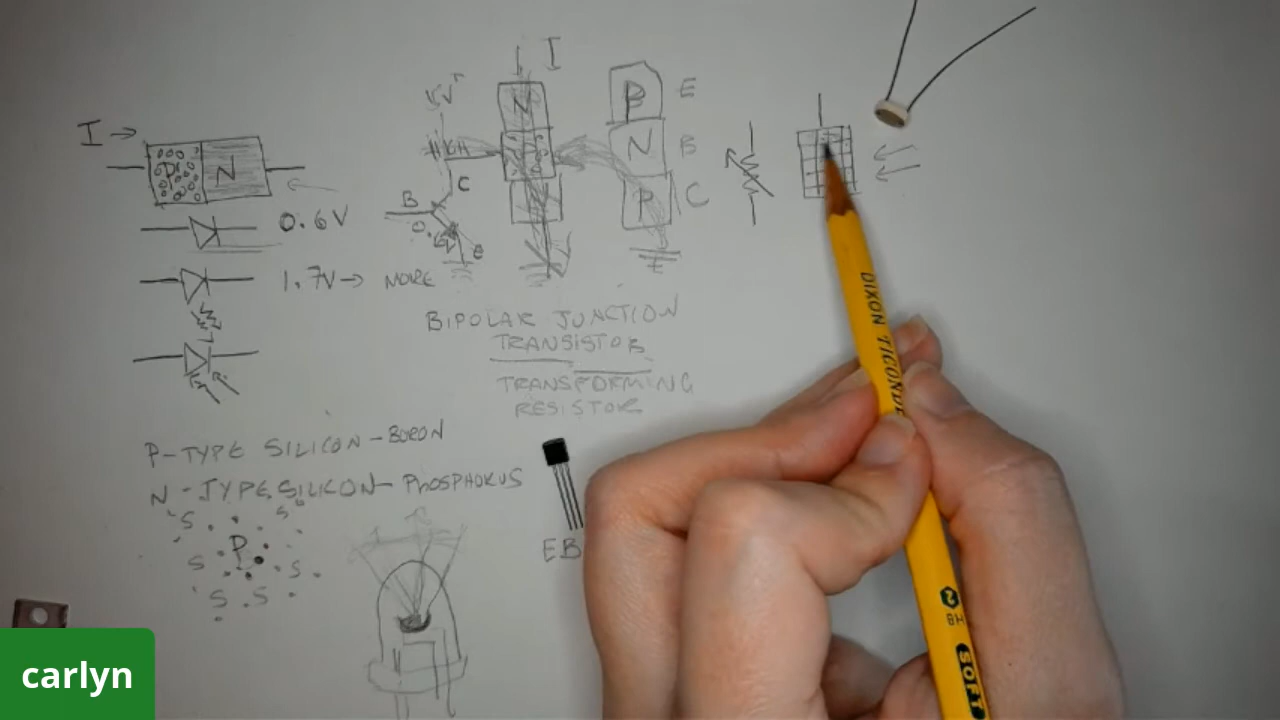 I →
P
N
0.6V
1.7V → MORE
5V
I
N
P
E
N
B
P
C
B
C
e
BIPOLAR JUNCTION
TRANSISTOR
TRANSFORMING
RESISTOR
P-TYPE SILICON - BORON
N-TYPE SILICON - PHOSPHORUS
S
S
P
S
S
S
S
EB
DIXON TICONDE
HB
SOFT
carlyn